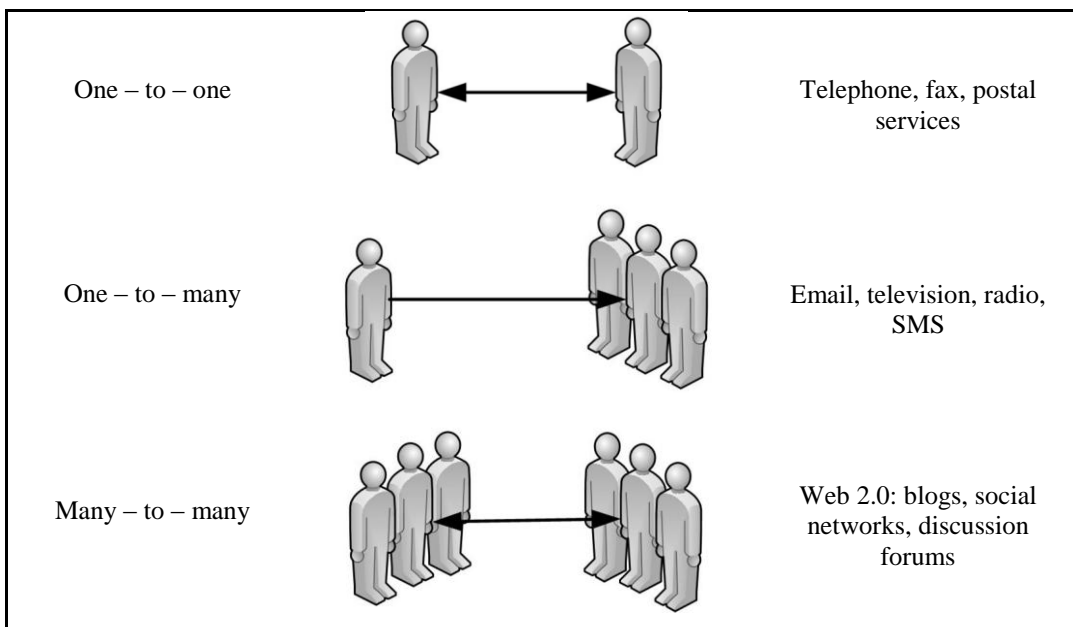 One – to – one
Telephone, fax, postal
services
One – to – many
Email, television, radio,
SMS
Many – to – many
Web 2.0: blogs, social
networks, discussion
forums